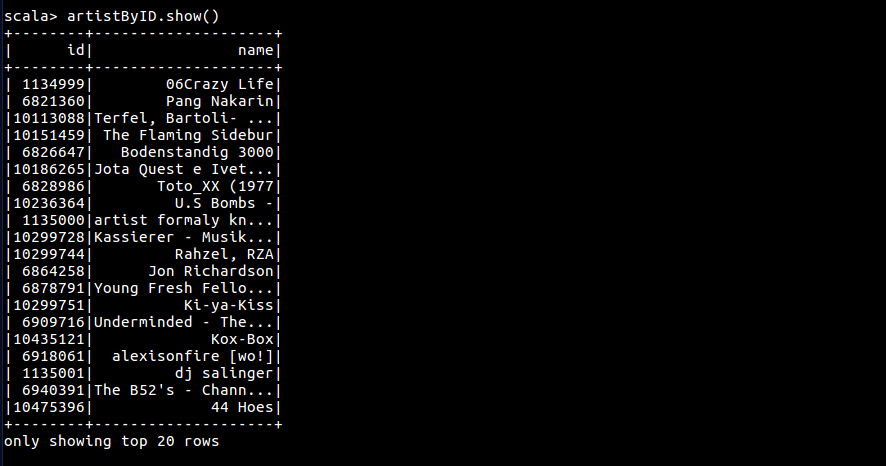 scala> artistByID.show()
+--------+--------------------+
|      id|                name|
+--------+--------------------+
| 1134999|        06Crazy Life|
| 6821360|        Pang Nakarin|
|10113088|Terfel, Bartoli- ...|
|10151459| The Flaming Sidebur|
| 6826647|   Bodenstandig 3000|
|10186265|Jota Quest e Ivet...|
| 6828986|       Toto_XX (1977|
|10236364|         U.S Bombs -|
| 1135000|artist formaly kn...|
|10299728|Kassierer - Musik...|
|10299744|         Rahzel, RZA|
| 6864258|      Jon Richardson|
| 6878791|Young Fresh Fello...|
|10299751|          Ki-ya-Kiss|
| 6909716|Underminded - The...|
|10435121|             Kox-Box|
| 6918061|  alexisonfire [wo!]|
| 1135001|         dj salinger|
| 6940391|The B52's - Chann...|
|10475396|             44 Hoes|
+--------+--------------------+
only showing top 20 rows